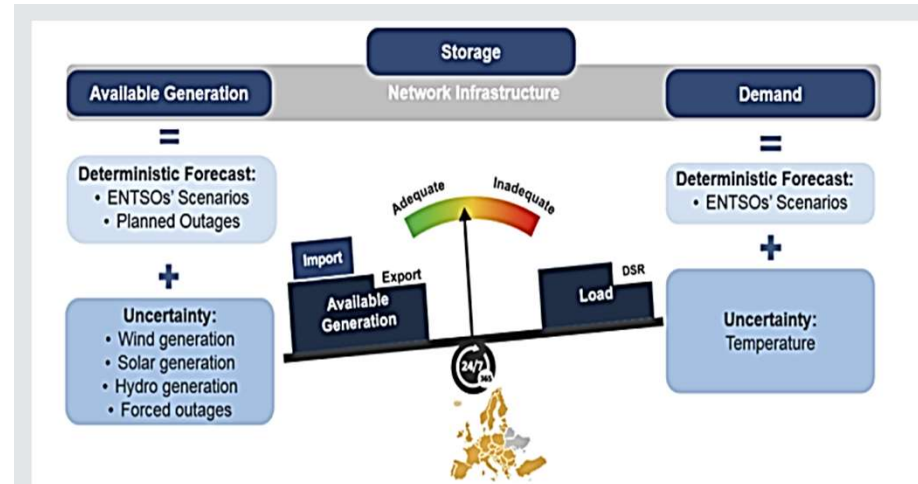 Storage
Network Infrastructure
Available Generation
Demand
=
Deterministic Forecast:
• ENTSOs' Scenarios
• Planned Outages
+
Uncertainty:
• Wind generation
• Solar generation
• Hydro generation
• Forced outages
Adequate
Inadequate
Import
Export
Available
Generation
Load
DSR
24/7
365
=
Deterministic Forecast:
• ENTSOs' Scenarios
+
Uncertainty:
Temperature